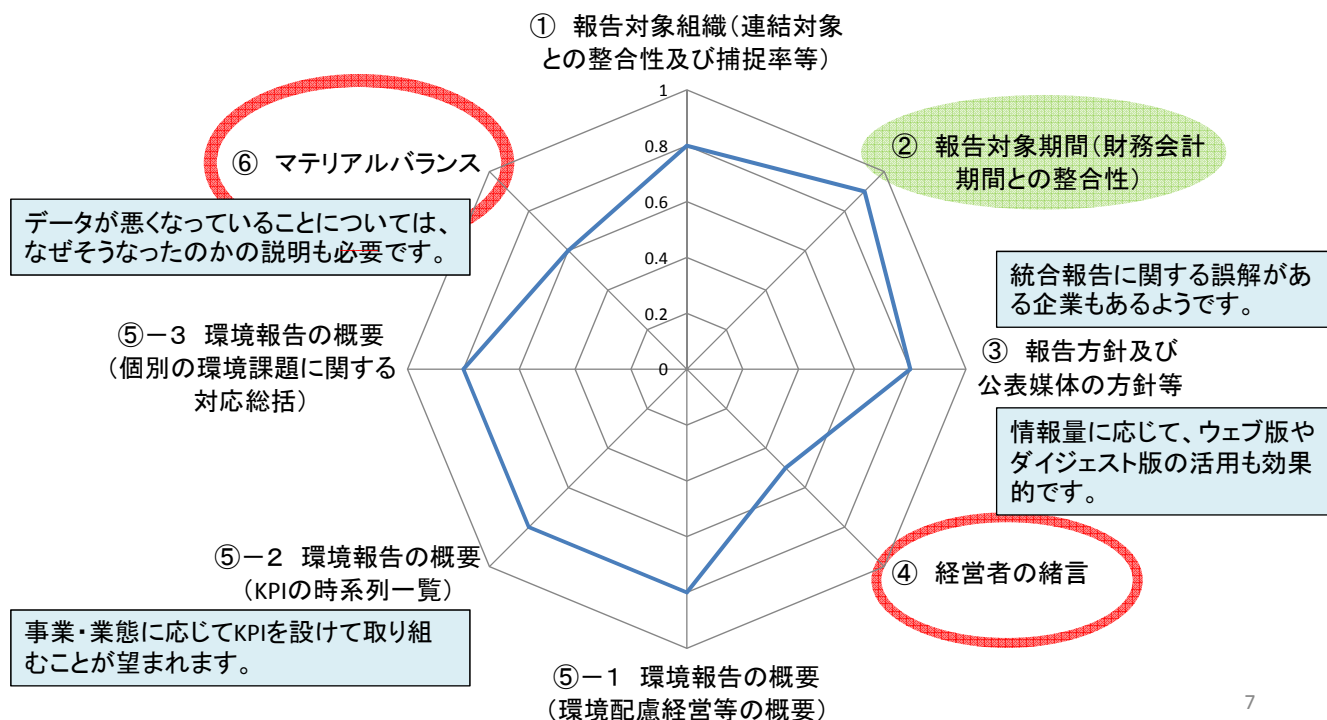 ① 報告対象組織(連結対象
との整合性及び捕捉率等)
1
0.8
0.6
0.4
0.2
0
② 報告対象期間(財務会計
期間との整合性)
統合報告に関する誤解があ
る企業もあるようです。
③ 報告方針及び
公表媒体の方針等
情報量に応じて、ウェブ版や
ダイジェスト版の活用も効果
的です。
④ 経営者の緒言
⑤－1 環境報告の概要
(環境配慮経営等の概要)
⑤－2 環境報告の概要
(KPIの時系列一覧)
事業・業態に応じてKPIを設けて取り組
むことが望まれます。
⑤－3 環境報告の概要
(個別の環境課題に関する
対応総括)
⑥ マテリアルバランス
データが悪くなっていることについては、
なぜそうなったのかの説明も必要です。
7